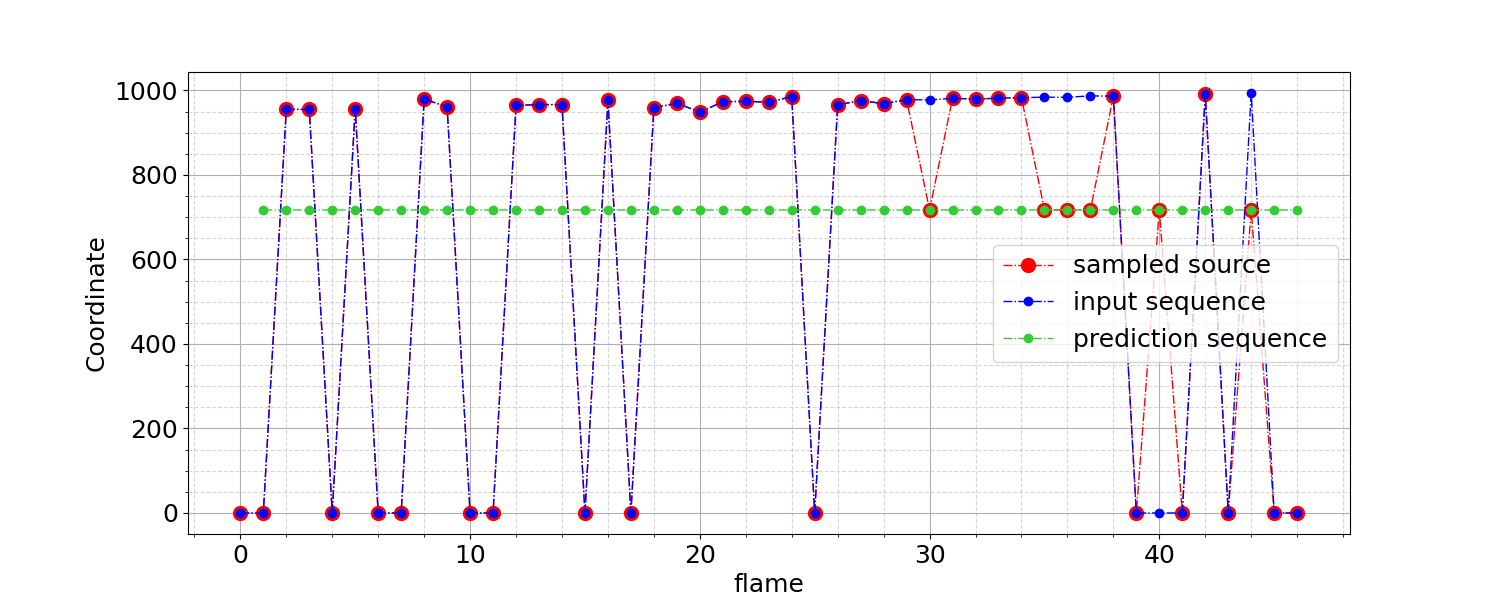 1000
800
600
400
200
0
Coordinate
sampled source
input sequence
prediction sequence
0 10 20 30 40
flame